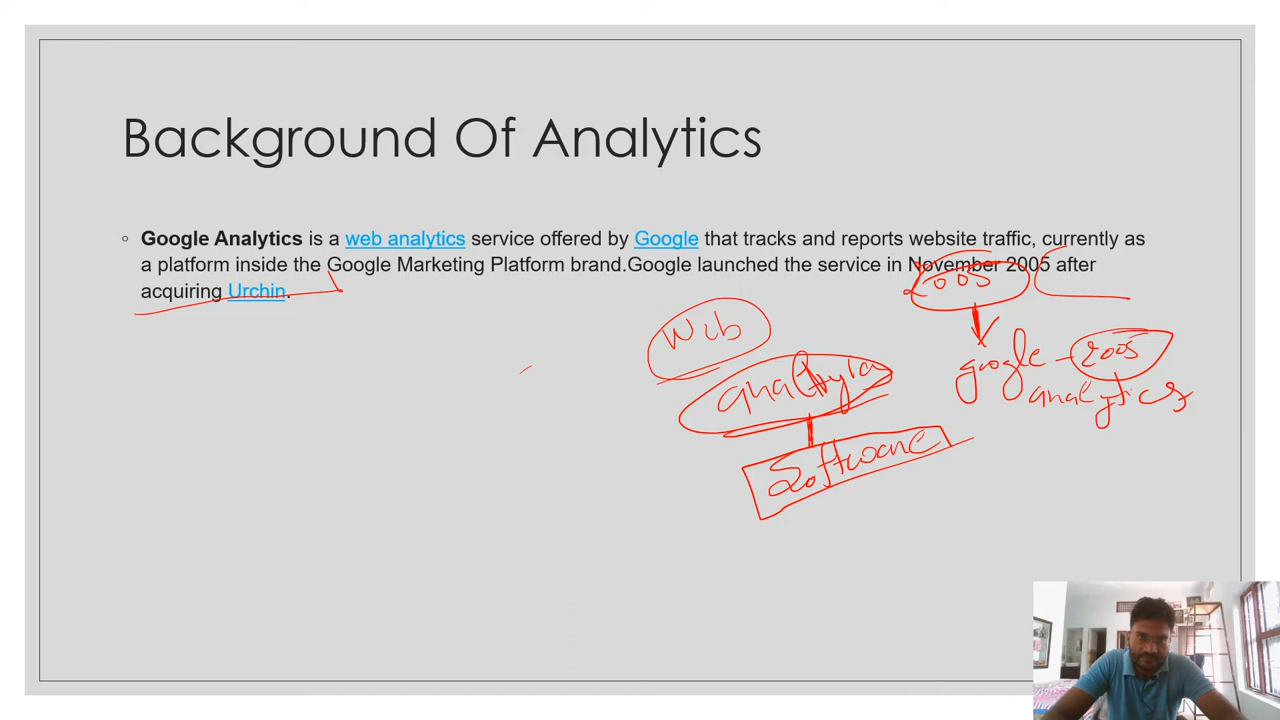 Background Of Analytics
◦ Google Analytics is a web analytics service offered by Google that tracks and reports website traffic, currently as
a platform inside the Google Marketing Platform brand.Google launched the service in November 2005 after
acquiring Urchin.
2005
Web
google - 2005
analytics
Software